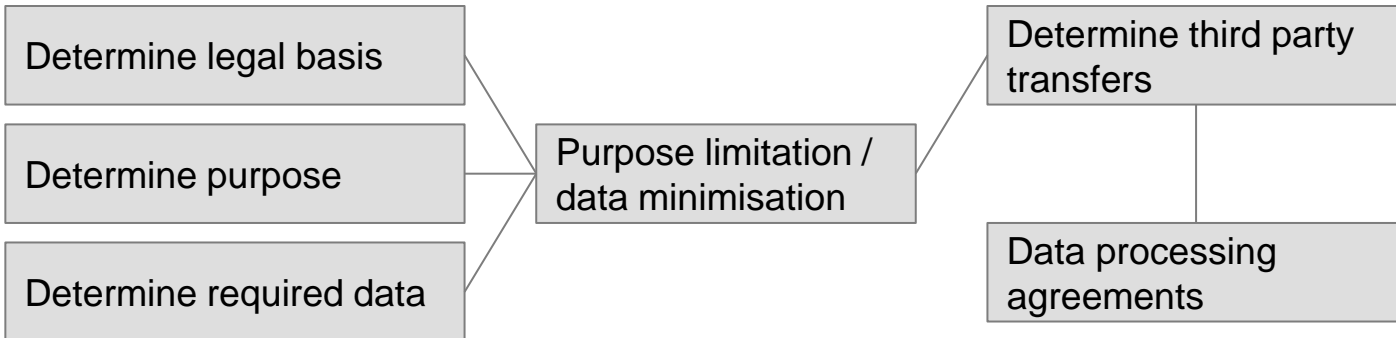 Determine legal basis
Determine purpose
Determine required data
Purpose limitation /
data minimisation
Determine third party
transfers
Data processing
agreements